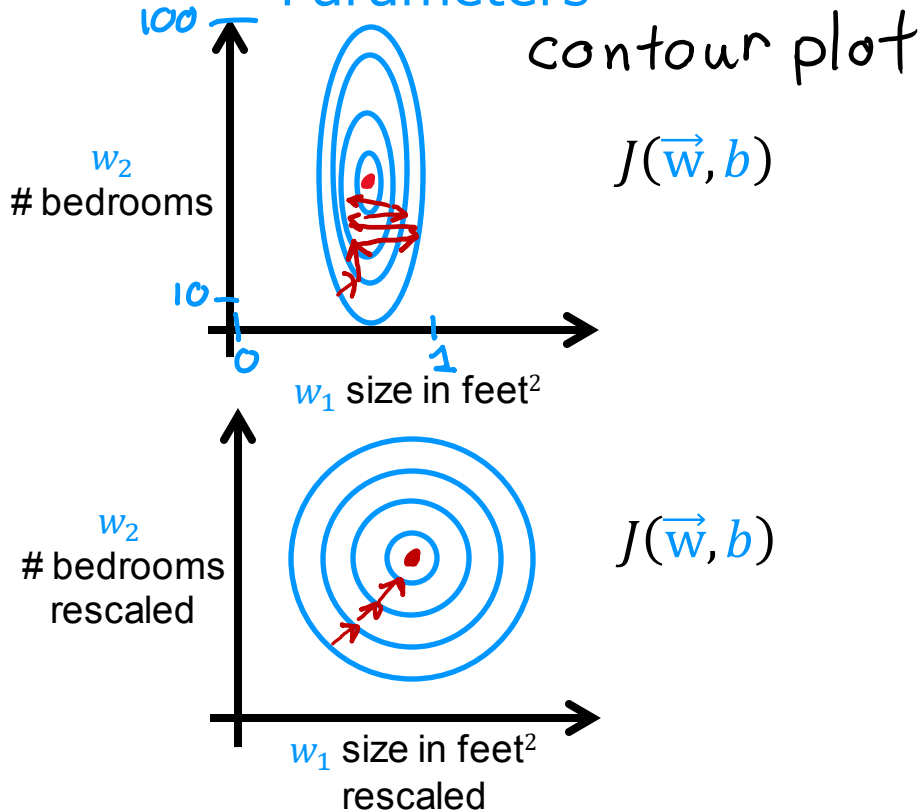 Parameters
100
contour plot
w₂
# bedrooms
J(w⃗, b)
10
0
1
w₁ size in feet²
w₂
# bedrooms
rescaled
J(w⃗, b)
w₁ size in feet²
rescaled